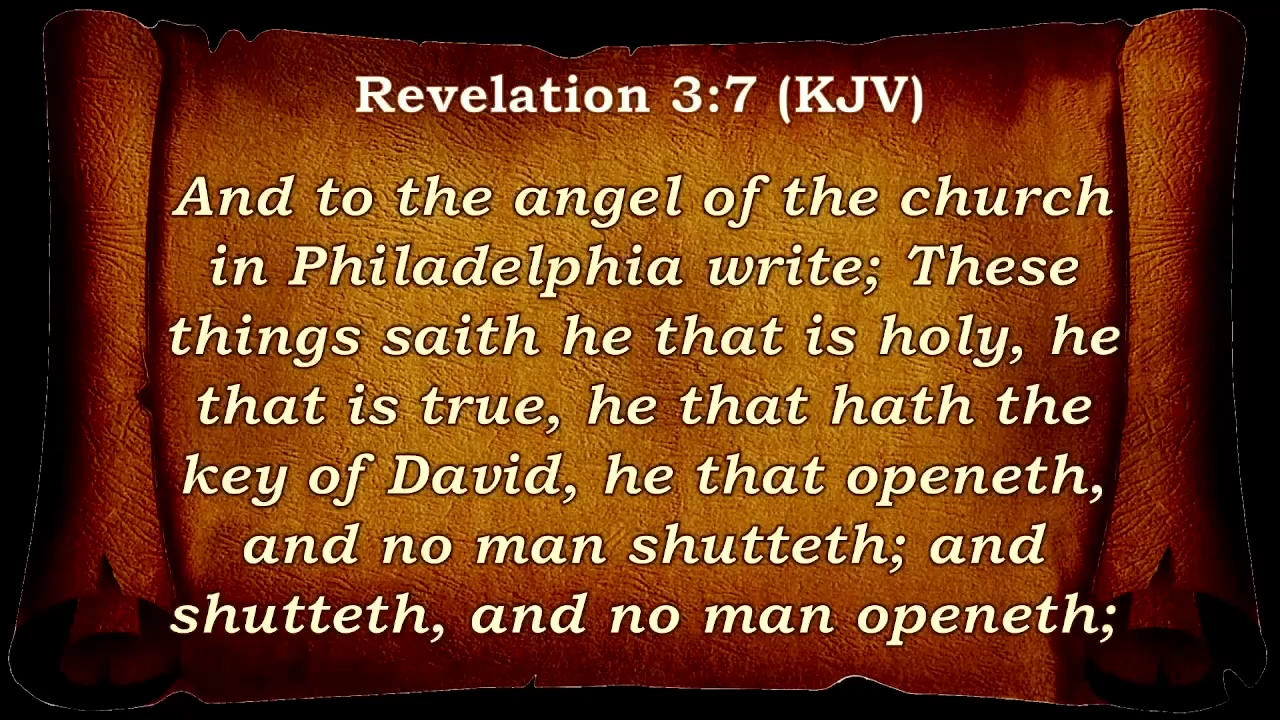 Revelation 3:7 (KJV)
And to the angel of the church
in Philadelphia write; These
things saith he that is holy, he
that is true, he that hath the
key of David, he that openeth,
and no man shutteth; and
shutteth, and no man openeth;